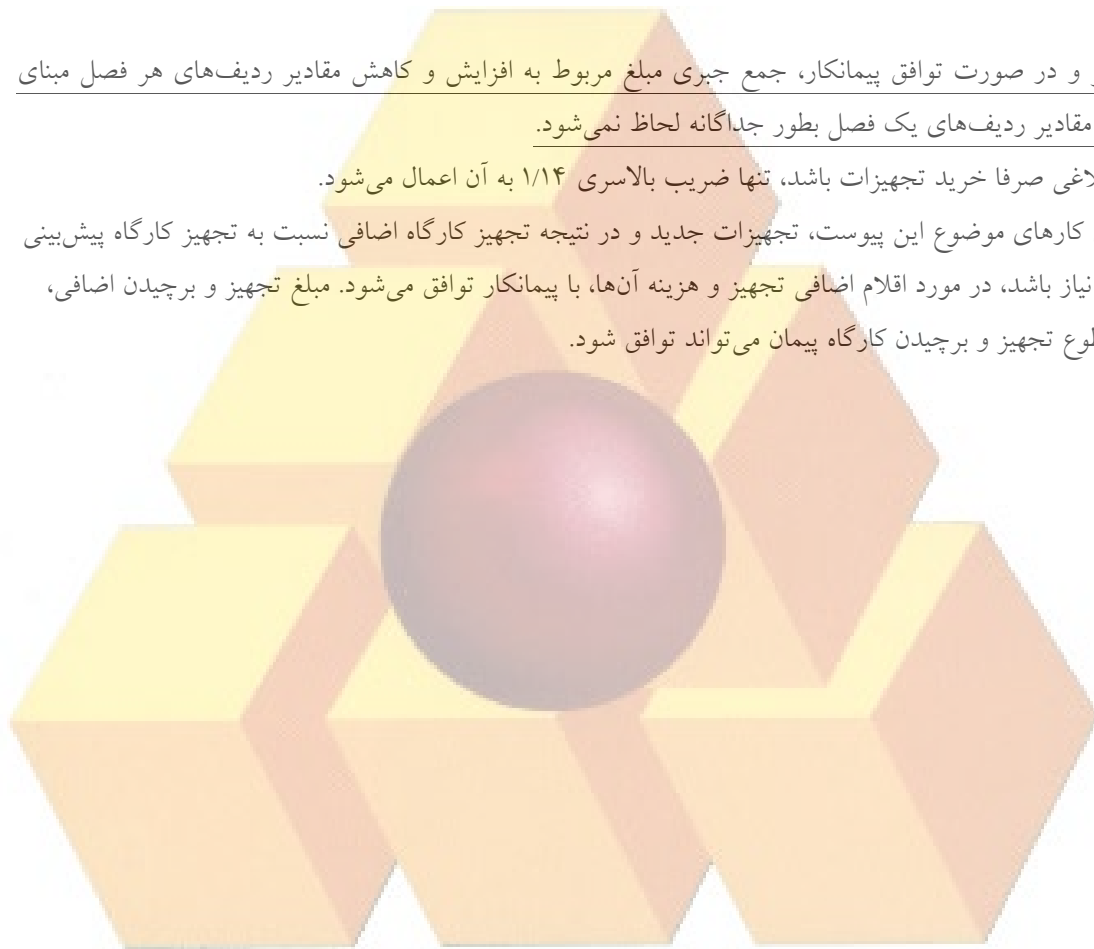 و در صورت توافق پیمانکار، جمع جبری مبلغ مربوط به افزایش و کاهش مقادیر ردیف‌های هر فصل مبنای
مقادیر ردیف‌های یک فصل بطور جداگانه لحاظ نمی‌شود.
لاغی صرفا خرید تجهیزات باشد، تنها ضریب بالاسری ۱/۱۴ به آن اعمال می‌شود.
کارهای موضوع این پیوست، تجهیزات جدید و در نتیجه تجهیز کارگاه اضافی نسبت به تجهیز کارگاه پیش‌بینی
نیاز باشد، در مورد اقلام اضافی تجهیز و هزینه آن‌ها، با پیمانکار توافق می‌شود. مبلغ تجهیز و برچیدن اضافی،
طوع تجهیز و برچیدن کارگاه پیمان می‌تواند توافق شود.